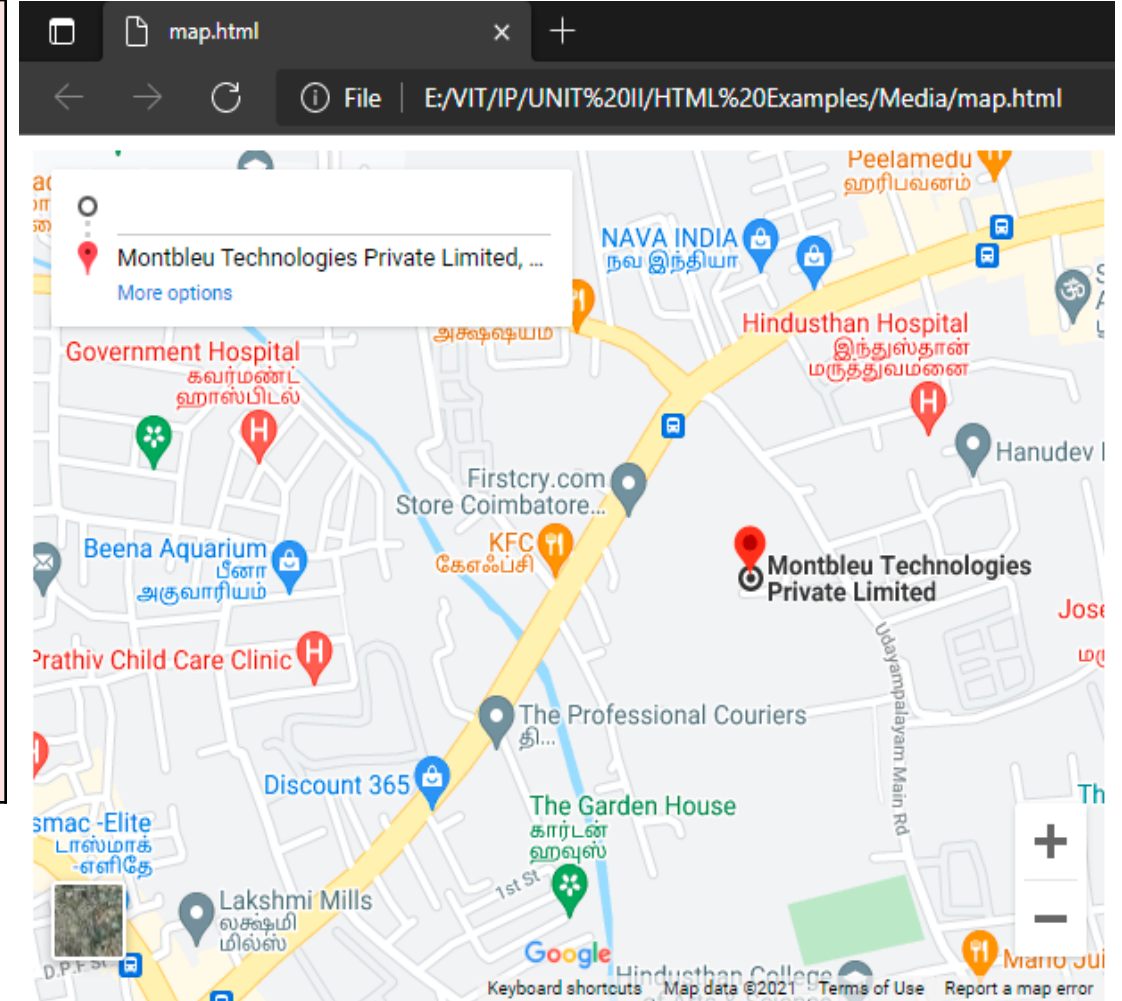 map.html
File
E:/VIT/IP/UNIT%20II/HTML%20Examples/Media/map.html
Peelamedu
ஹரிபவனம்
Montbleu Technologies Private Limited, ...
More options
NAVA INDIA
நவ இந்தியா
அக்ஷஷயம்
Hindusthan Hospital
இந்துஸ்தான்
மருத்துவமனை
Government Hospital
கவர்மண்ட்
ஹாஸ்பிடல்
Hanudev
Firstcry.com
Store Coimbatore...
KFC
கேஎஃப்சி
Beena Aquarium
பீனா
அகுவாரியம்
Montbleu Technologies
Private Limited
Prathiv Child Care Clinic
Udayampalayam Main Rd
The Professional Couriers
தி...
Discount 365
The Garden House
கார்டன்
ஹவுஸ்
smac -Elite
டாஸ்மாக்
-எளிதே
1st St
Lakshmi Mills
லக்ஷ்மி
மில்ஸ்
D.P.F St
Google
Hindusthan College
Keyboard shortcuts
Map data ©2021
Terms of Use
Report a map error